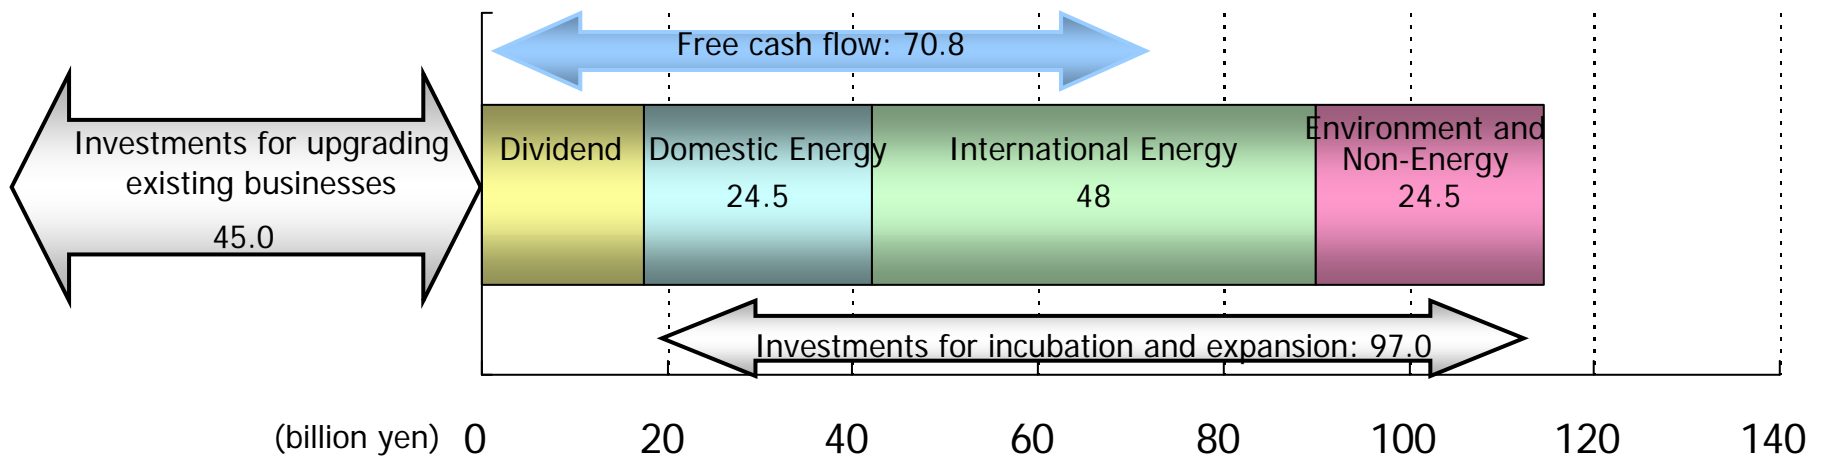 Free cash flow: 70.8
Investments for upgrading
existing businesses
45.0
Dividend
Domestic Energy
24.5
International Energy
48
Environment and
Non-Energy
24.5
Investments for incubation and expansion: 97.0
(billion yen) 0 20 40 60 80 100 120 140